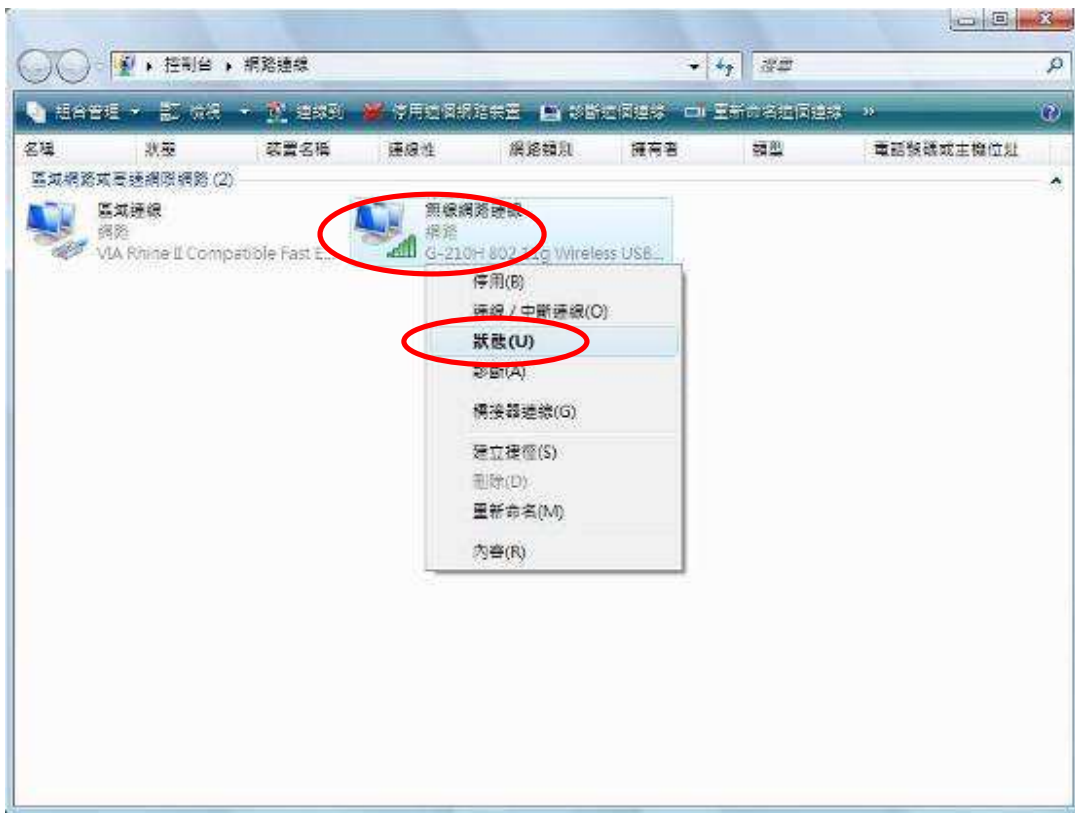 控制台 ▸ 網路連線
搜尋
組合管理 檢視 連線到 停用這個網路裝置 診斷這個連線 重新命名這個連線 »
名稱 狀態 裝置名稱 連線性 網路類別 擁有者 類型 電話號碼或主機位址
區域網路或高速網際網路 (2)
區域連線
網路
VIA Rhine II Compatible Fast E...
無線網路連線
網路
G-210H 802.11g Wireless USB...
停用(B)
連線 / 中斷連線(O)
狀態(U)
診斷(A)
橋接器連線(G)
建立捷徑(S)
刪除(D)
重新命名(M)
內容(R)